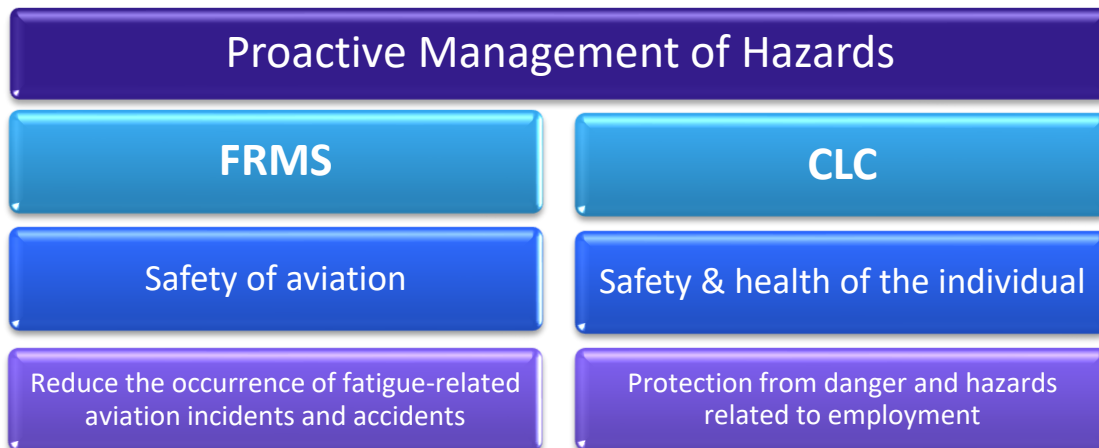 Proactive Management of Hazards
FRMS
CLC
Safety of aviation
Safety & health of the individual
Reduce the occurrence of fatigue-related
aviation incidents and accidents
Protection from danger and hazards
related to employment